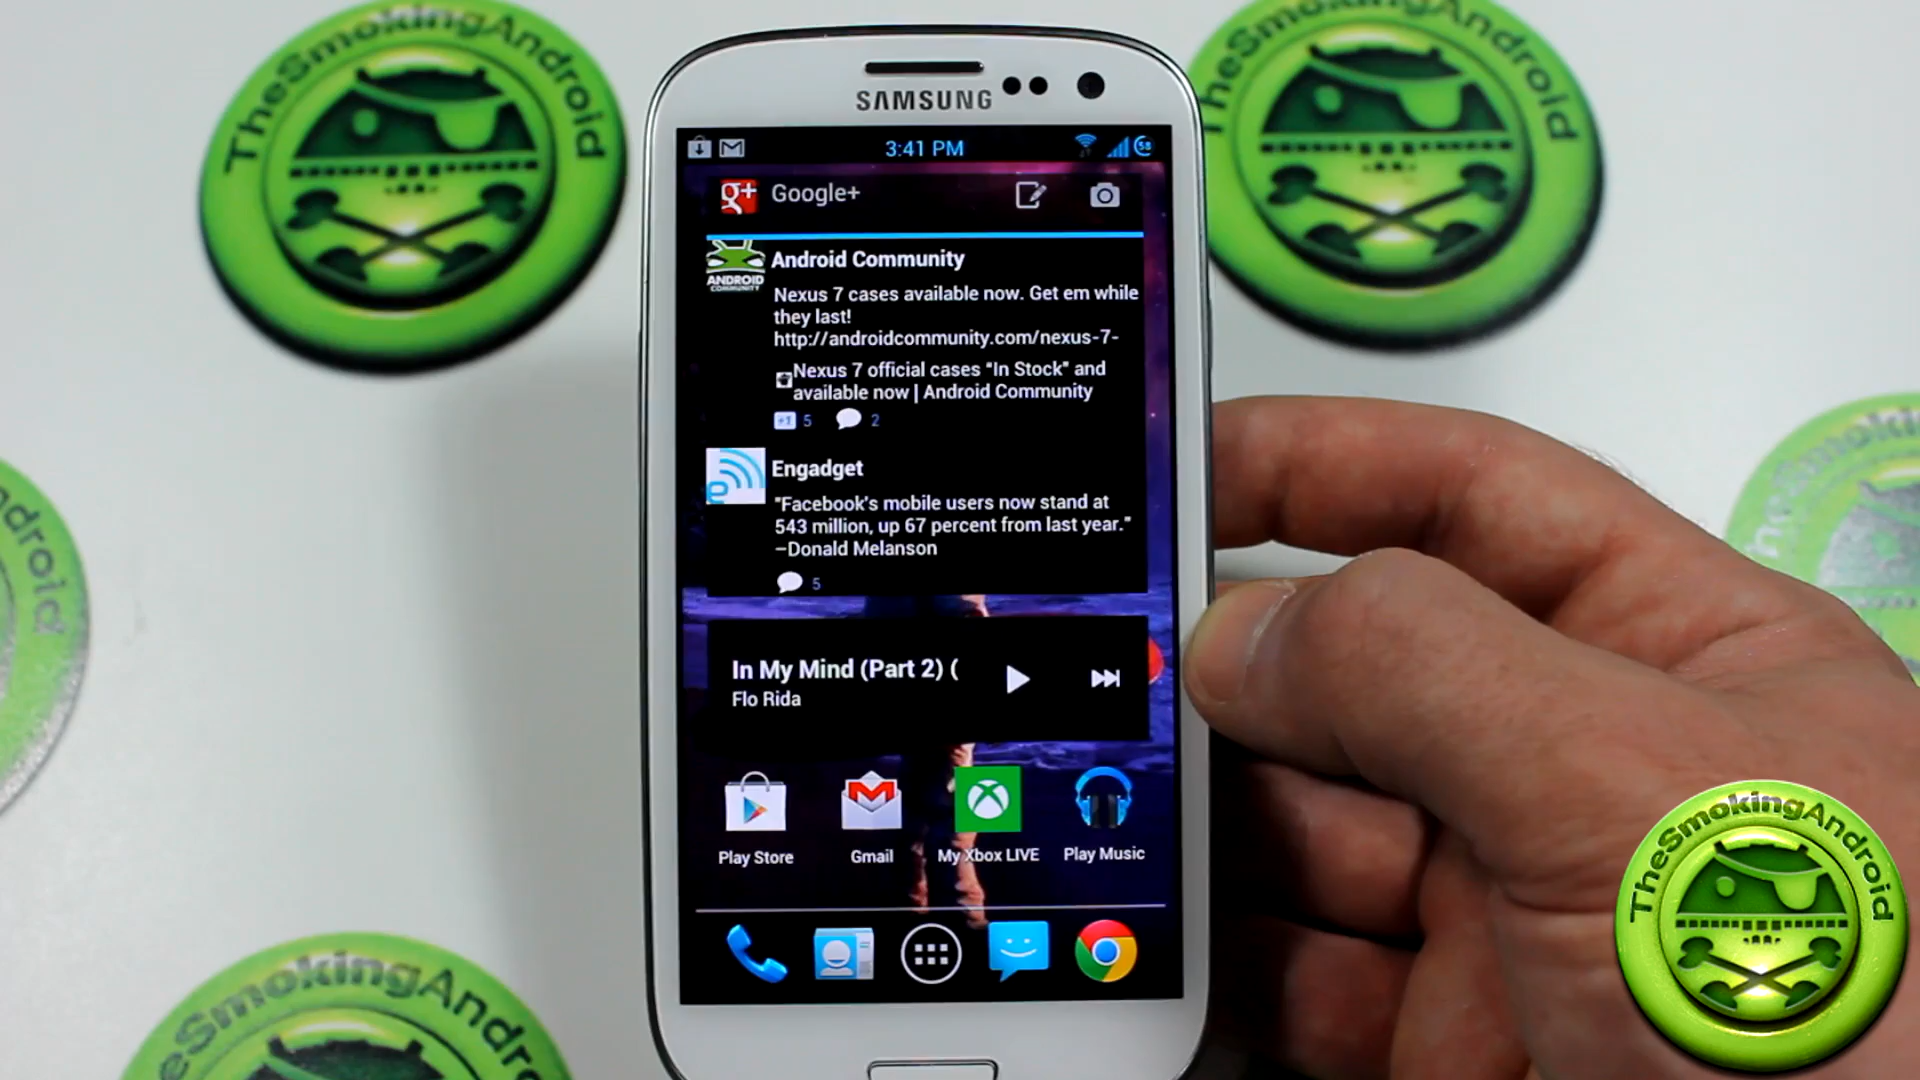 TheSmokingAndroid
TheSmokingAndroid
SAMSUNG
3:41 PM
58
g+ Google+
Android Community
ANDROID
COMMUNITY
Nexus 7 cases available now. Get em while
they last!
http://androidcommunity.com/nexus-7-
Nexus 7 official cases "In Stock" and
available now | Android Community
+1 5 2
Engadget
"Facebook's mobile users now stand at
543 million, up 67 percent from last year."
–Donald Melanson
5
In My Mind (Part 2) (
Flo Rida
Play Store
Gmail
My Xbox LIVE
Play Music
TheSmokingAndroid
TheSmokingAndroid